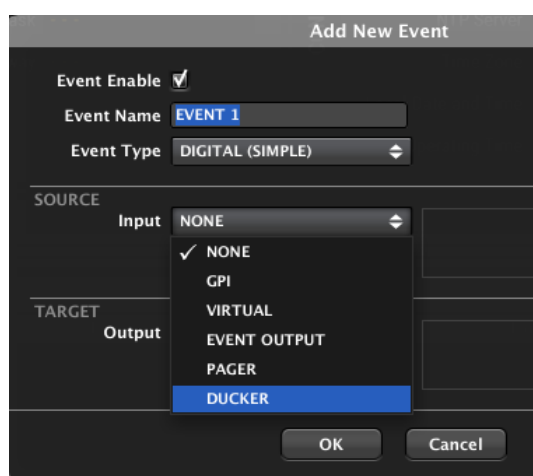 Add New Event
Event Enable
Event Name EVENT 1
Event Type DIGITAL (SIMPLE)
SOURCE
Input NONE
NONE
GPI
VIRTUAL
TARGET
Output
EVENT OUTPUT
PAGER
DUCKER
OK Cancel